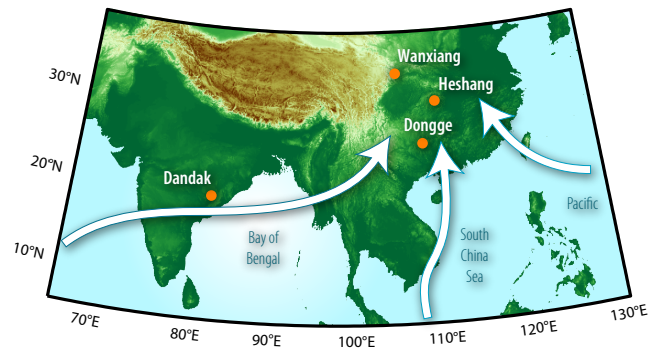 Wanxiang
30°N
Heshang
Dongge
20°N
Dandak
Pacific
10°N
Bay of
Bengal
South
China
Sea
70°E
80°E
90°E
100°E
110°E
120°E
130°E